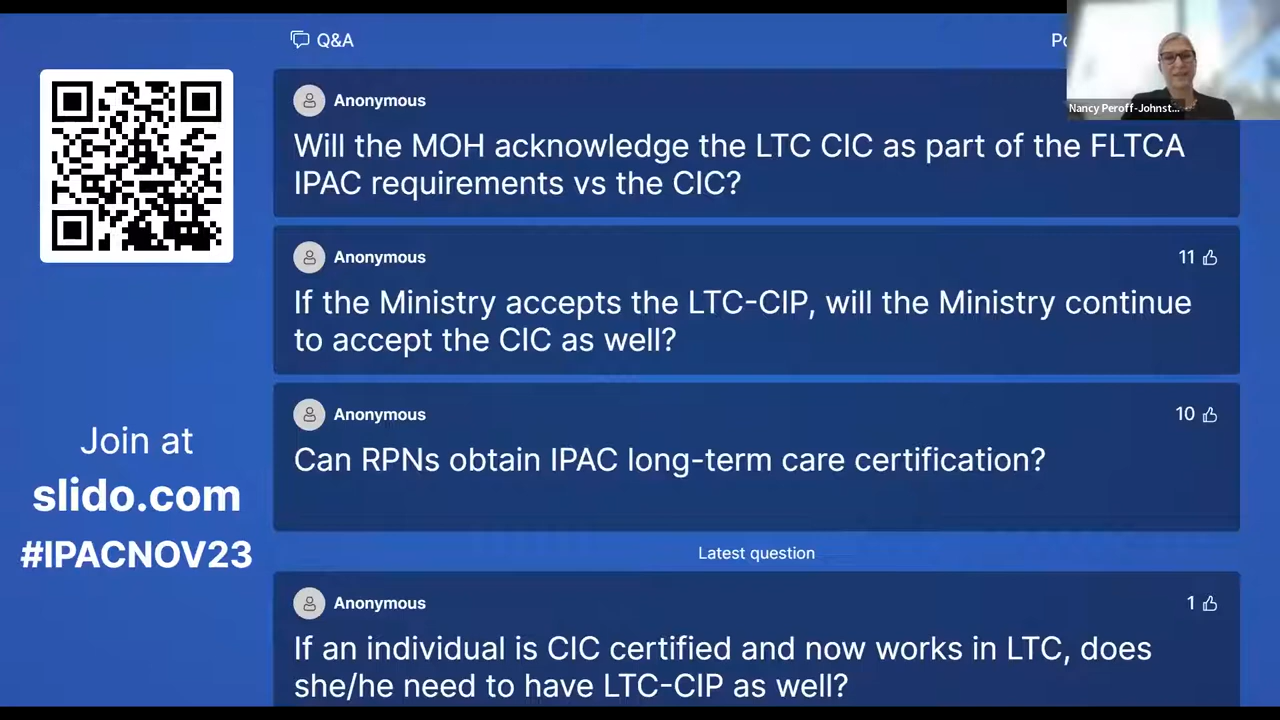 Q&A
Nancy Peroff-Johnst...
Anonymous
Will the MOH acknowledge the LTC CIC as part of the FLTCA
IPAC requirements vs the CIC?
Anonymous
11
If the Ministry accepts the LTC-CIP, will the Ministry continue
to accept the CIC as well?
Anonymous
10
Can RPNs obtain IPAC long-term care certification?
Join at
slido.com
#IPACNOV23
Latest question
Anonymous
1
If an individual is CIC certified and now works in LTC, does
she/he need to have LTC-CIP as well?